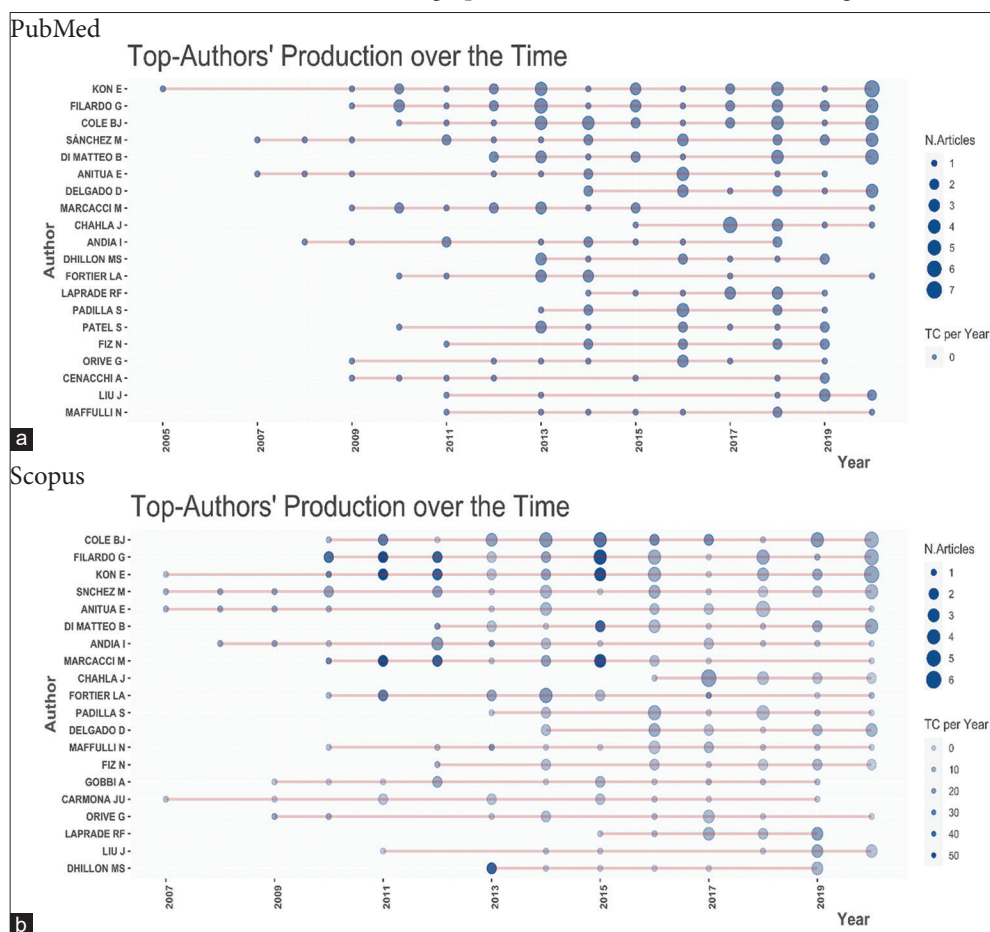 PubMed
Top-Authors' Production over the Time
Author
KON E
FILARDO G
COLE BJ
SÁNCHEZ M
DI MATTEO B
ANITUA E
DELGADO D
MARCACCI M
CHAHLA J
ANDIA I
DHILLON MS
FORTIER LA
LAPRADE RF
PADILLA S
PATEL S
FIZ N
ORIVE G
CENACCHI A
LIU J
MAFFULLI N
2005 2007 2009 2011 2013 2015 2017 2019
Year
N.Articles
1
2
3
4
5
6
7
TC per Year
0
a
Scopus
Top-Authors' Production over the Time
Author
COLE BJ
FILARDO G
KON E
SNCHEZ M
ANITUA E
DI MATTEO B
ANDIA I
MARCACCI M
CHAHLA J
FORTIER LA
PADILLA S
DELGADO D
MAFFULLI N
FIZ N
GOBBI A
CARMONA JU
ORIVE G
LAPRADE RF
LIU J
DHILLON MS
2007 2009 2011 2013 2015 2017 2019
Year
N.Articles
1
2
3
4
5
6
TC per Year
0
10
20
30
40
50
b